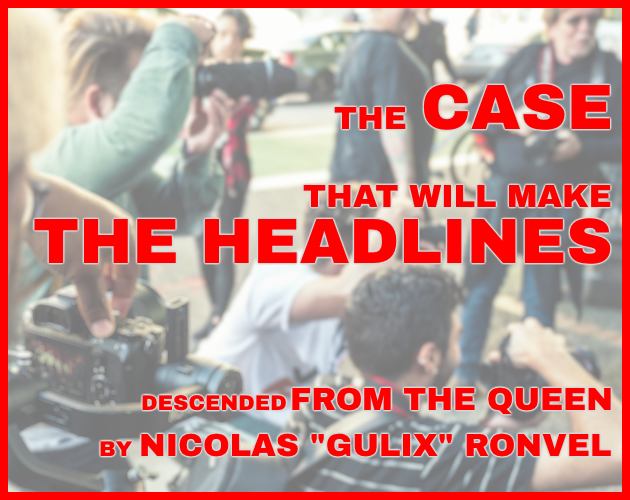 THE CASE
THAT WILL MAKE
THE HEADLINES
DESCENDED FROM THE QUEEN
BY NICOLAS "GULIX" RONVEL